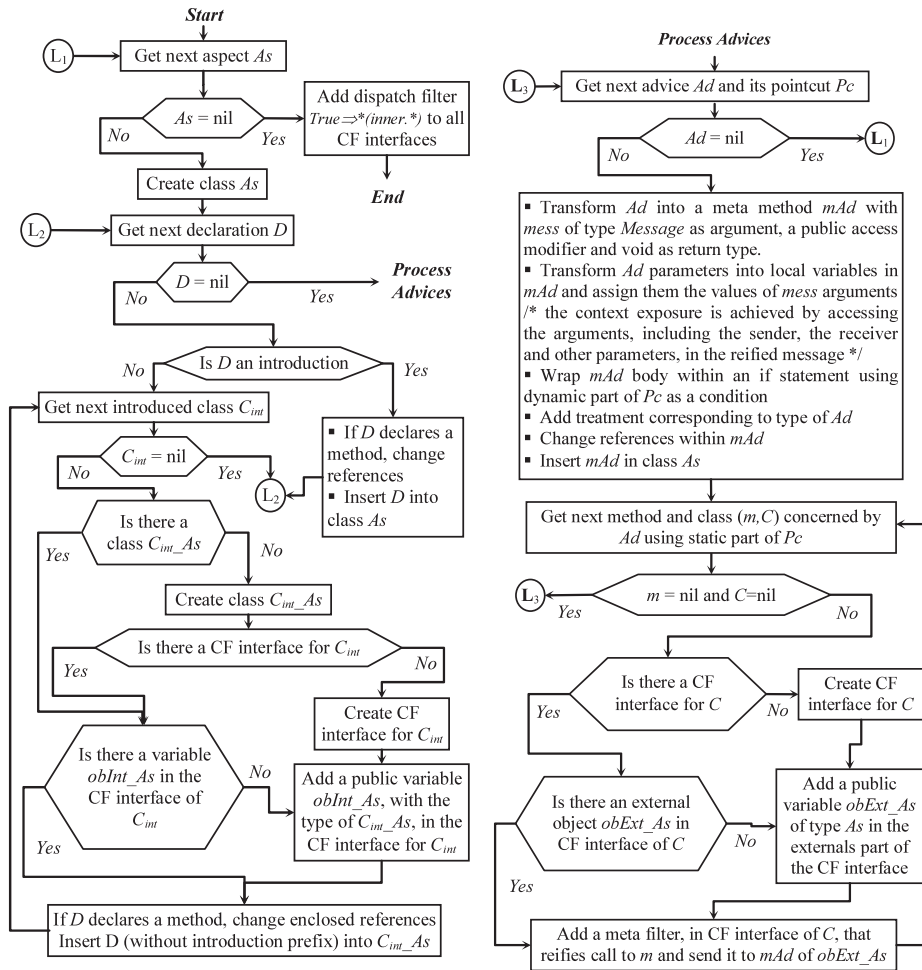 Start
L1
Get next aspect As
As = nil
No
Yes
Add dispatch filter
True⇒*(inner.*) to all
CF interfaces
End
Create class As
L2
Get next declaration D
D = nil
No
Yes
Process
Advices
Is D an introduction
No
Yes
Get next introduced class Cint
▪ If D declares a
method, change
references
▪ Insert D into
class As
Cint = nil
No
Yes
L2
Is there a
class Cint_As
Yes
No
Create class Cint_As
Is there a CF interface for Cint
Yes
No
Create CF
interface for Cint
Is there a variable
obInt_As in the
CF interface of
Cint
No
Yes
Add a public variable
obInt_As, with the
type of Cint_As, in the
CF interface for Cint
If D declares a method, change enclosed references
Insert D (without introduction prefix) into Cint_As
Process Advices
L3
Get next advice Ad and its pointcut Pc
Ad = nil
No
Yes
L1
▪ Transform Ad into a meta method mAd with
mess of type Message as argument, a public access
modifier and void as return type.
▪ Transform Ad parameters into local variables in
mAd and assign them the values of mess arguments
/* the context exposure is achieved by accessing
the arguments, including the sender, the receiver
and other parameters, in the reified message */
▪ Wrap mAd body within an if statement using
dynamic part of Pc as a condition
▪ Add treatment corresponding to type of Ad
▪ Change references within mAd
▪ Insert mAd in class As
Get next method and class (m,C) concerned by
Ad using static part of Pc
L3
m = nil and C=nil
Yes
No
Is there a CF
interface for C
Yes
No
Create CF
interface for C
Is there an external
object obExt_As in
CF interface of C
No
Yes
Add a public
variable obExt_As
of type As in the
externals part of
the CF interface
Add a meta filter, in CF interface of C, that
reifies call to m and send it to mAd of obExt_As